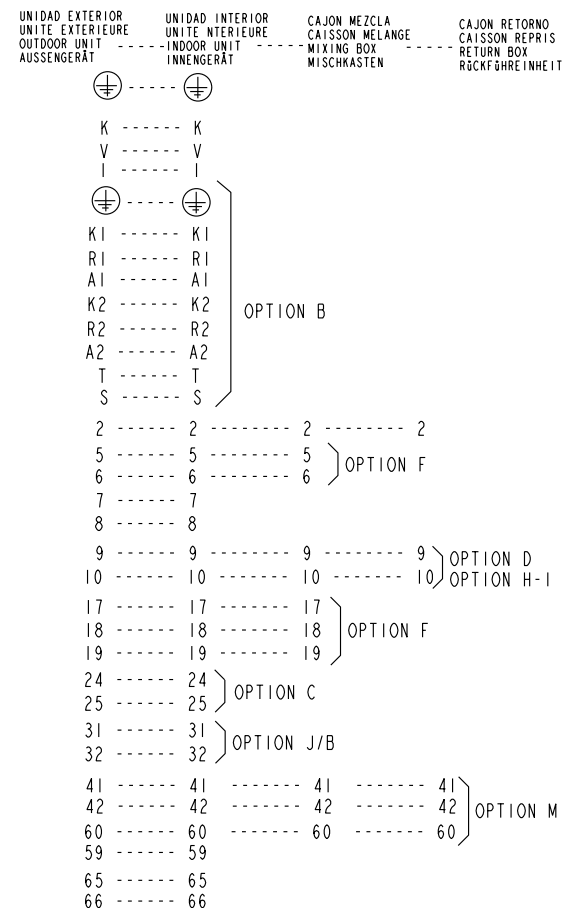 UNIDAD EXTERIOR UNIDAD INTERIOR CAJON MEZCLA CAJON RETORNO
UNITE EXTERIEURE UNITE NTERIEURE CAISSON MELANGE CAISSON REPRIS
OUTDOOR UNIT ----- INDOOR UNIT ----- MIXING BOX ----- RETURN BOX
AUSSENGERÄT INNENGERÄT MISCHKASTEN RÜCKFÜHREINHEIT
K ------ K
V ------ V
I ------ I
K1 ------ K1
R1 ------ R1
A1 ------ A1
K2 ------ K2
OPTION B
R2 ------ R2
A2 ------ A2
T ------ T
S ------ S
2 ------ 2 -------- 2 -------- 2
5 ------ 5 -------- 5
OPTION F
6 ------ 6 -------- 6
7 ------ 7
8 ------ 8
9 ------ 9 -------- 9 -------- 9 OPTION D
10 ------ 10 ------- 10 ------- 10 OPTION H-I
17 ------ 17 ------- 17
18 ------ 18 ------- 18 OPTION F
19 ------ 19 ------- 19
24 ------ 24
OPTION C
25 ------ 25
31 ------ 31
OPTION J/B
32 ------ 32
41 ------ 41 ------- 41 ------- 41
42 ------ 42 ------- 42 ------- 42 OPTION M
60 ------ 60 ------- 60 ------- 60
59 ------ 59
65 ------ 65
66 ------ 66